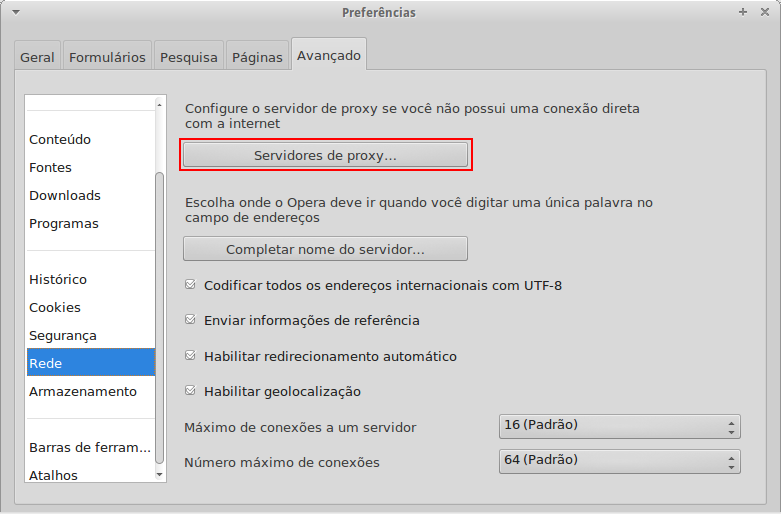 Preferências
Geral
Formulários
Pesquisa
Páginas
Avançado
Conteúdo
Fontes
Downloads
Programas
Histórico
Cookies
Segurança
Rede
Armazenamento
Barras de ferram...
Atalhos
Configure o servidor de proxy se você não possui uma conexão direta
com a internet
Servidores de proxy...
Escolha onde o Opera deve ir quando você digitar uma única palavra no
campo de endereços
Completar nome do servidor...
Codificar todos os endereços internacionais com UTF-8
Enviar informações de referência
Habilitar redirecionamento automático
Habilitar geolocalização
Máximo de conexões a um servidor
16 (Padrão)
Número máximo de conexões
64 (Padrão)